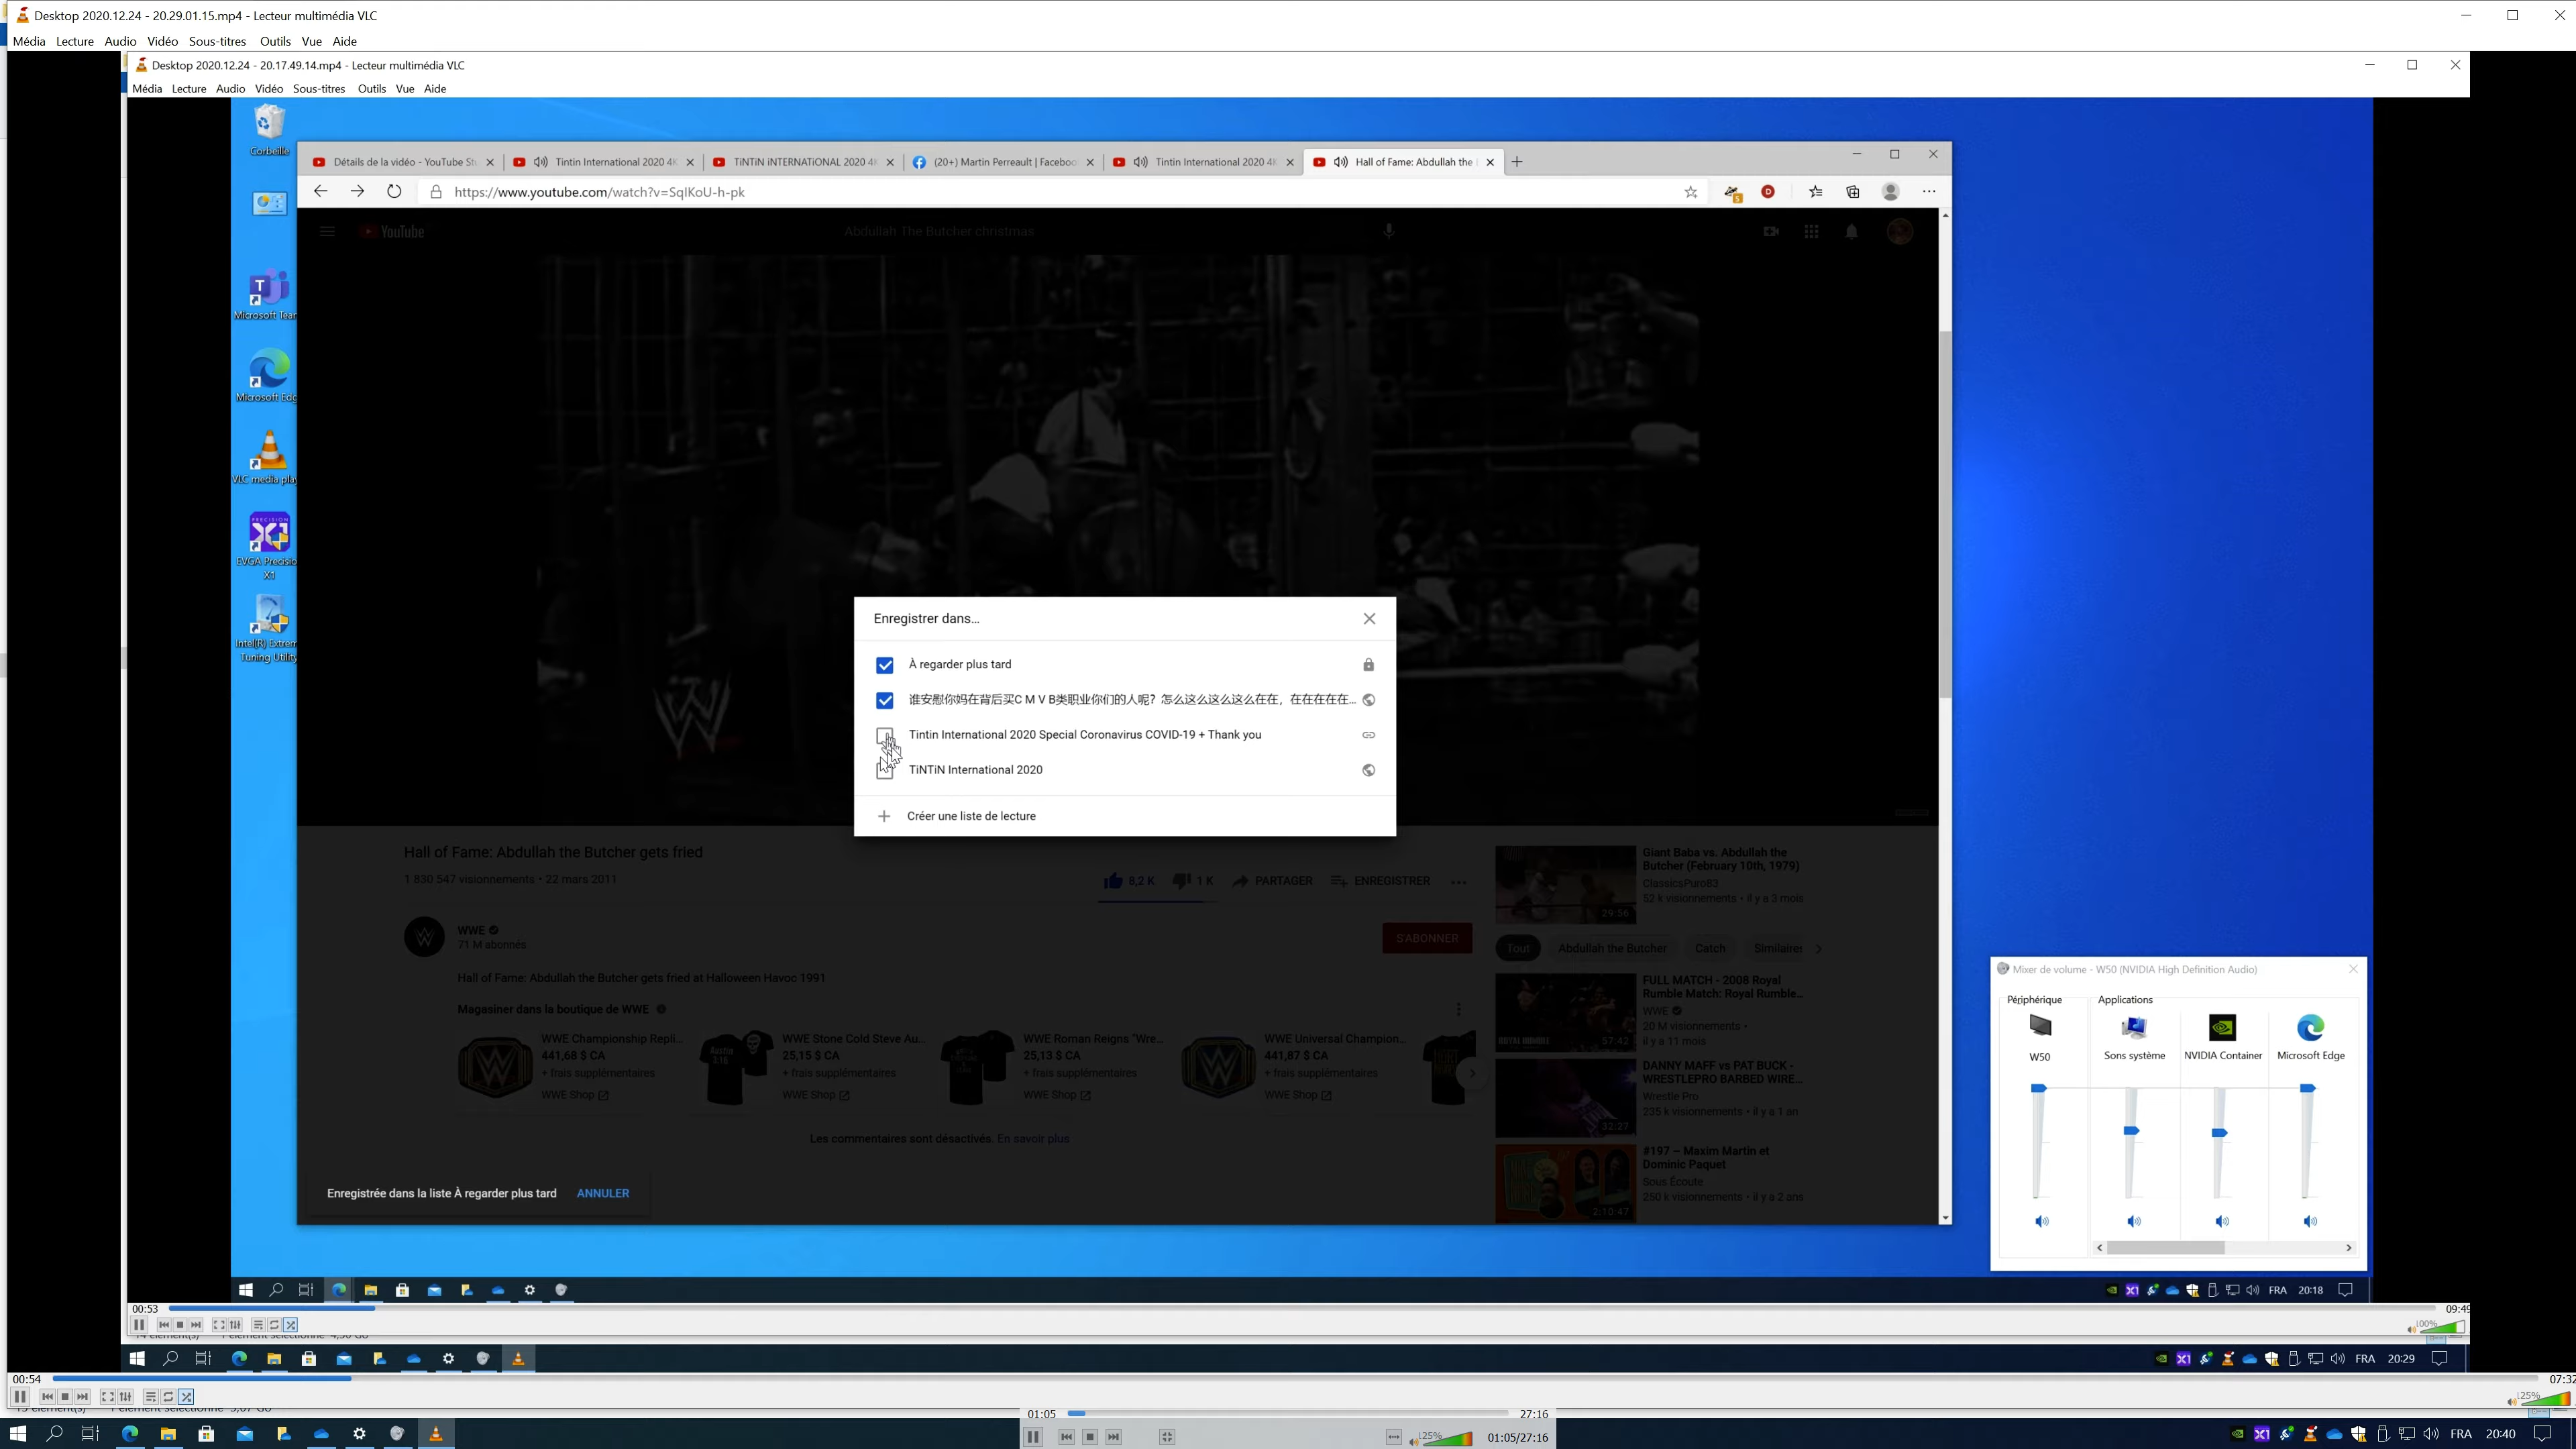 Desktop 2020.12.24 - 20.29.01.15.mp4 - Lecteur multimédia VLC
Média Lecture Audio Vidéo Sous-titres Outils Vue Aide
Desktop 2020.12.24 - 20.17.49.14.mp4 - Lecteur multimédia VLC
Média Lecture Audio Vidéo Sous-titres Outils Vue Aide
Corbeille
Microsoft Tea
Microsoft Edg
VLC media pla
PRECISION
X1
EVGA Precisio
X1
Intel(R) Extrem
Tuning Utility
Détails de la vidéo - YouTube St
Tintin International 2020 4K
TiNTiN iNTERNATiONAL 2020 4K
(20+) Martin Perreault | Faceboo
Tintin International 2020 4K
Hall of Fame: Abdullah the
https://www.youtube.com/watch?v=SqIKoU-h-pk
YouTube
Abdullah The Butcher christmas
Enregistrer dans...
À regarder plus tard
谁安慰你妈在背后买C M V B类职业你们的人呢？怎么这么这么这么在在，在在在在在...
Tintin International 2020 Special Coronavirus COVID-19 + Thank you
TiNTiN International 2020
Créer une liste de lecture
Hall of Fame: Abdullah the Butcher gets fried
1 830 547 visionnements • 22 mars 2011
8,2 K 1 K PARTAGER ENREGISTRER
WWE
71 M abonnés
S'ABONNER
Hall of Fame: Abdullah the Butcher gets fried at Halloween Havoc 1991
Magasiner dans la boutique de WWE
WWE Championship Repli...
441,68 $ CA
+ frais supplémentaires
WWE Shop
WWE Stone Cold Steve Au...
25,15 $ CA
+ frais supplémentaires
WWE Shop
WWE Roman Reigns "Wre...
25,13 $ CA
+ frais supplémentaires
WWE Shop
WWE Universal Champion...
441,87 $ CA
+ frais supplémentaires
WWE Shop
Les commentaires sont désactivés. En savoir plus
Enregistrée dans la liste À regarder plus tard ANNULER
Giant Baba vs. Abdullah the
Butcher (February 10th, 1979)
ClassicsPuro83
52 k visionnements • il y a 3 mois
29:56
Tout Abdullah the Butcher Catch Similaires
FULL MATCH - 2008 Royal
Rumble Match: Royal Rumble...
WWE
20 M visionnements •
il y a 11 mois
ROYAL RUMBLE 57:42
DANNY MAFF vs PAT BUCK -
WRESTLEPRO BARBED WIRE...
Wrestle Pro
235 k visionnements • il y a 1 an
32:27
#197 – Maxim Martin et
Dominic Paquet
Sous Écoute
250 k visionnements • il y a 2 ans
2:10:47
Mixer de volume - W50 (NVIDIA High Definition Audio)
Périphérique Applications
W50 Sons système NVIDIA Container Microsoft Edge
FRA 20:18
00:53 09:49
100%
FRA 20:29
00:54 07:32
125%
01:05 27:16
125% 01:05/27:16
FRA 20:40